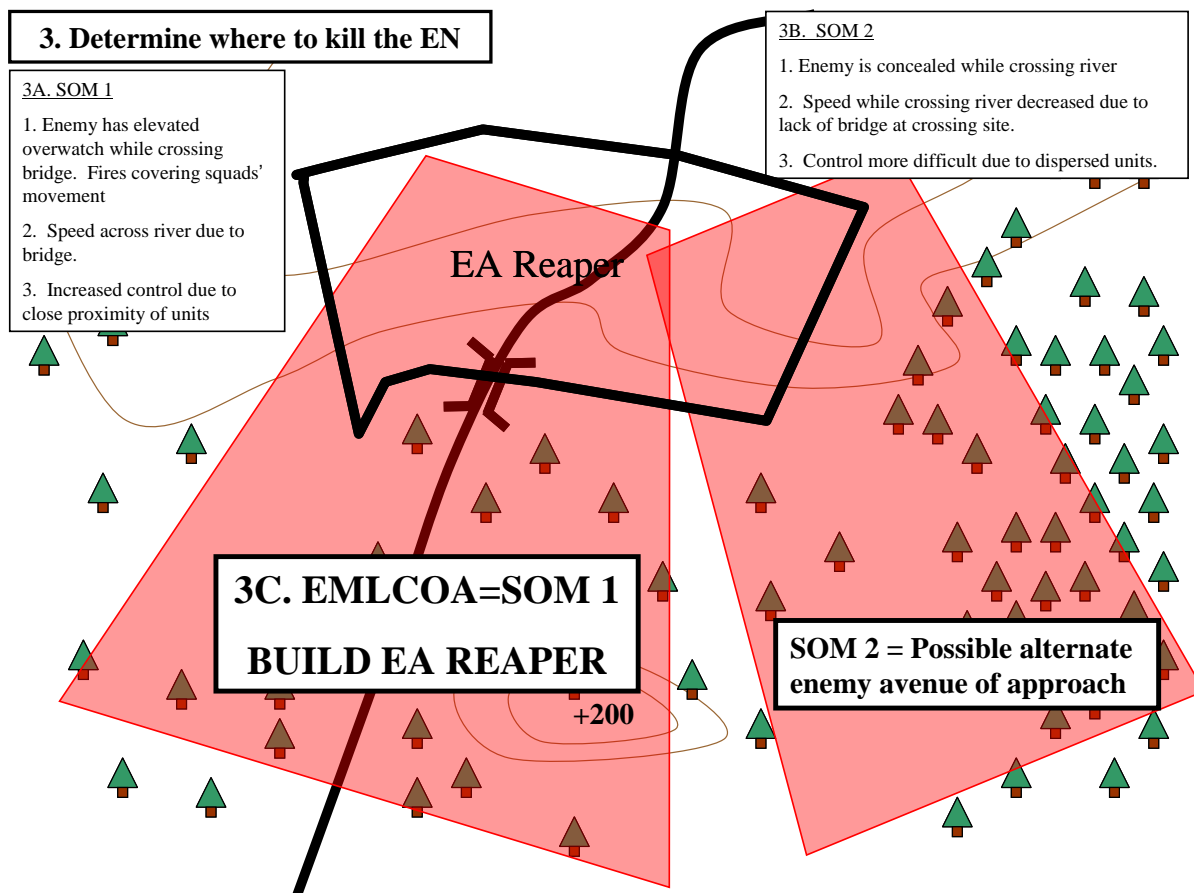 3. Determine where to kill the EN
3A. SOM 1
1. Enemy has elevated
overwatch while crossing
bridge.  Fires covering squads’
movement
2.  Speed across river due to
bridge.
3.  Increased control due to
close proximity of units
3B.  SOM 2
1. Enemy is concealed while crossing river
2.  Speed while crossing river decreased due to
lack of bridge at crossing site.
3.  Control more difficult due to dispersed units.
EA Reaper
3C. EMLCOA=SOM 1
BUILD EA REAPER
SOM 2 = Possible alternate
enemy avenue of approach
+200